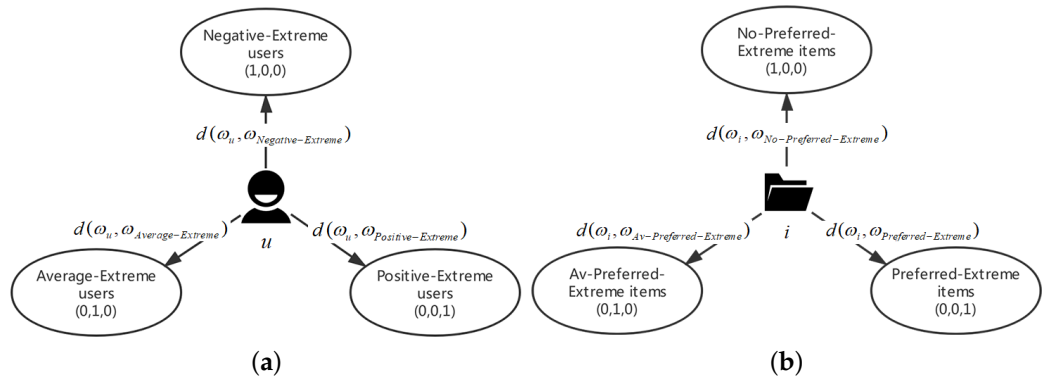 Negative-Extreme
users
(1,0,0)
d(ω_u, ω_Negative-Extreme)
d(ω_u, ω_Average-Extreme)
u
d(ω_u, ω_Positive-Extreme)
Average-Extreme
users
(0,1,0)
Positive-Extreme
users
(0,0,1)
(a)
No-Preferred-
Extreme items
(1,0,0)
d(ω_i, ω_No-Preferred-Extreme)
d(ω_i, ω_Av-Preferred-Extreme)
i
d(ω_i, ω_Preferred-Extreme)
Av-Preferred-
Extreme items
(0,1,0)
Preferred-Extreme
items
(0,0,1)
(b)